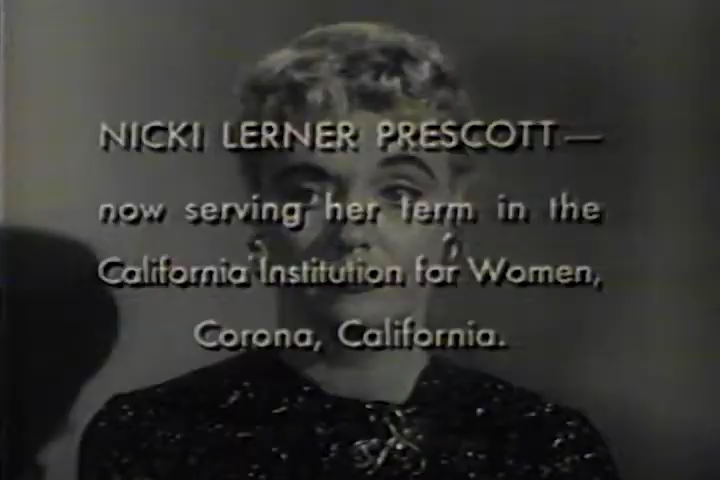 NICKI LERNER PRESCOTT—
now serving her term in the
California Institution for Women,
Corona, California.